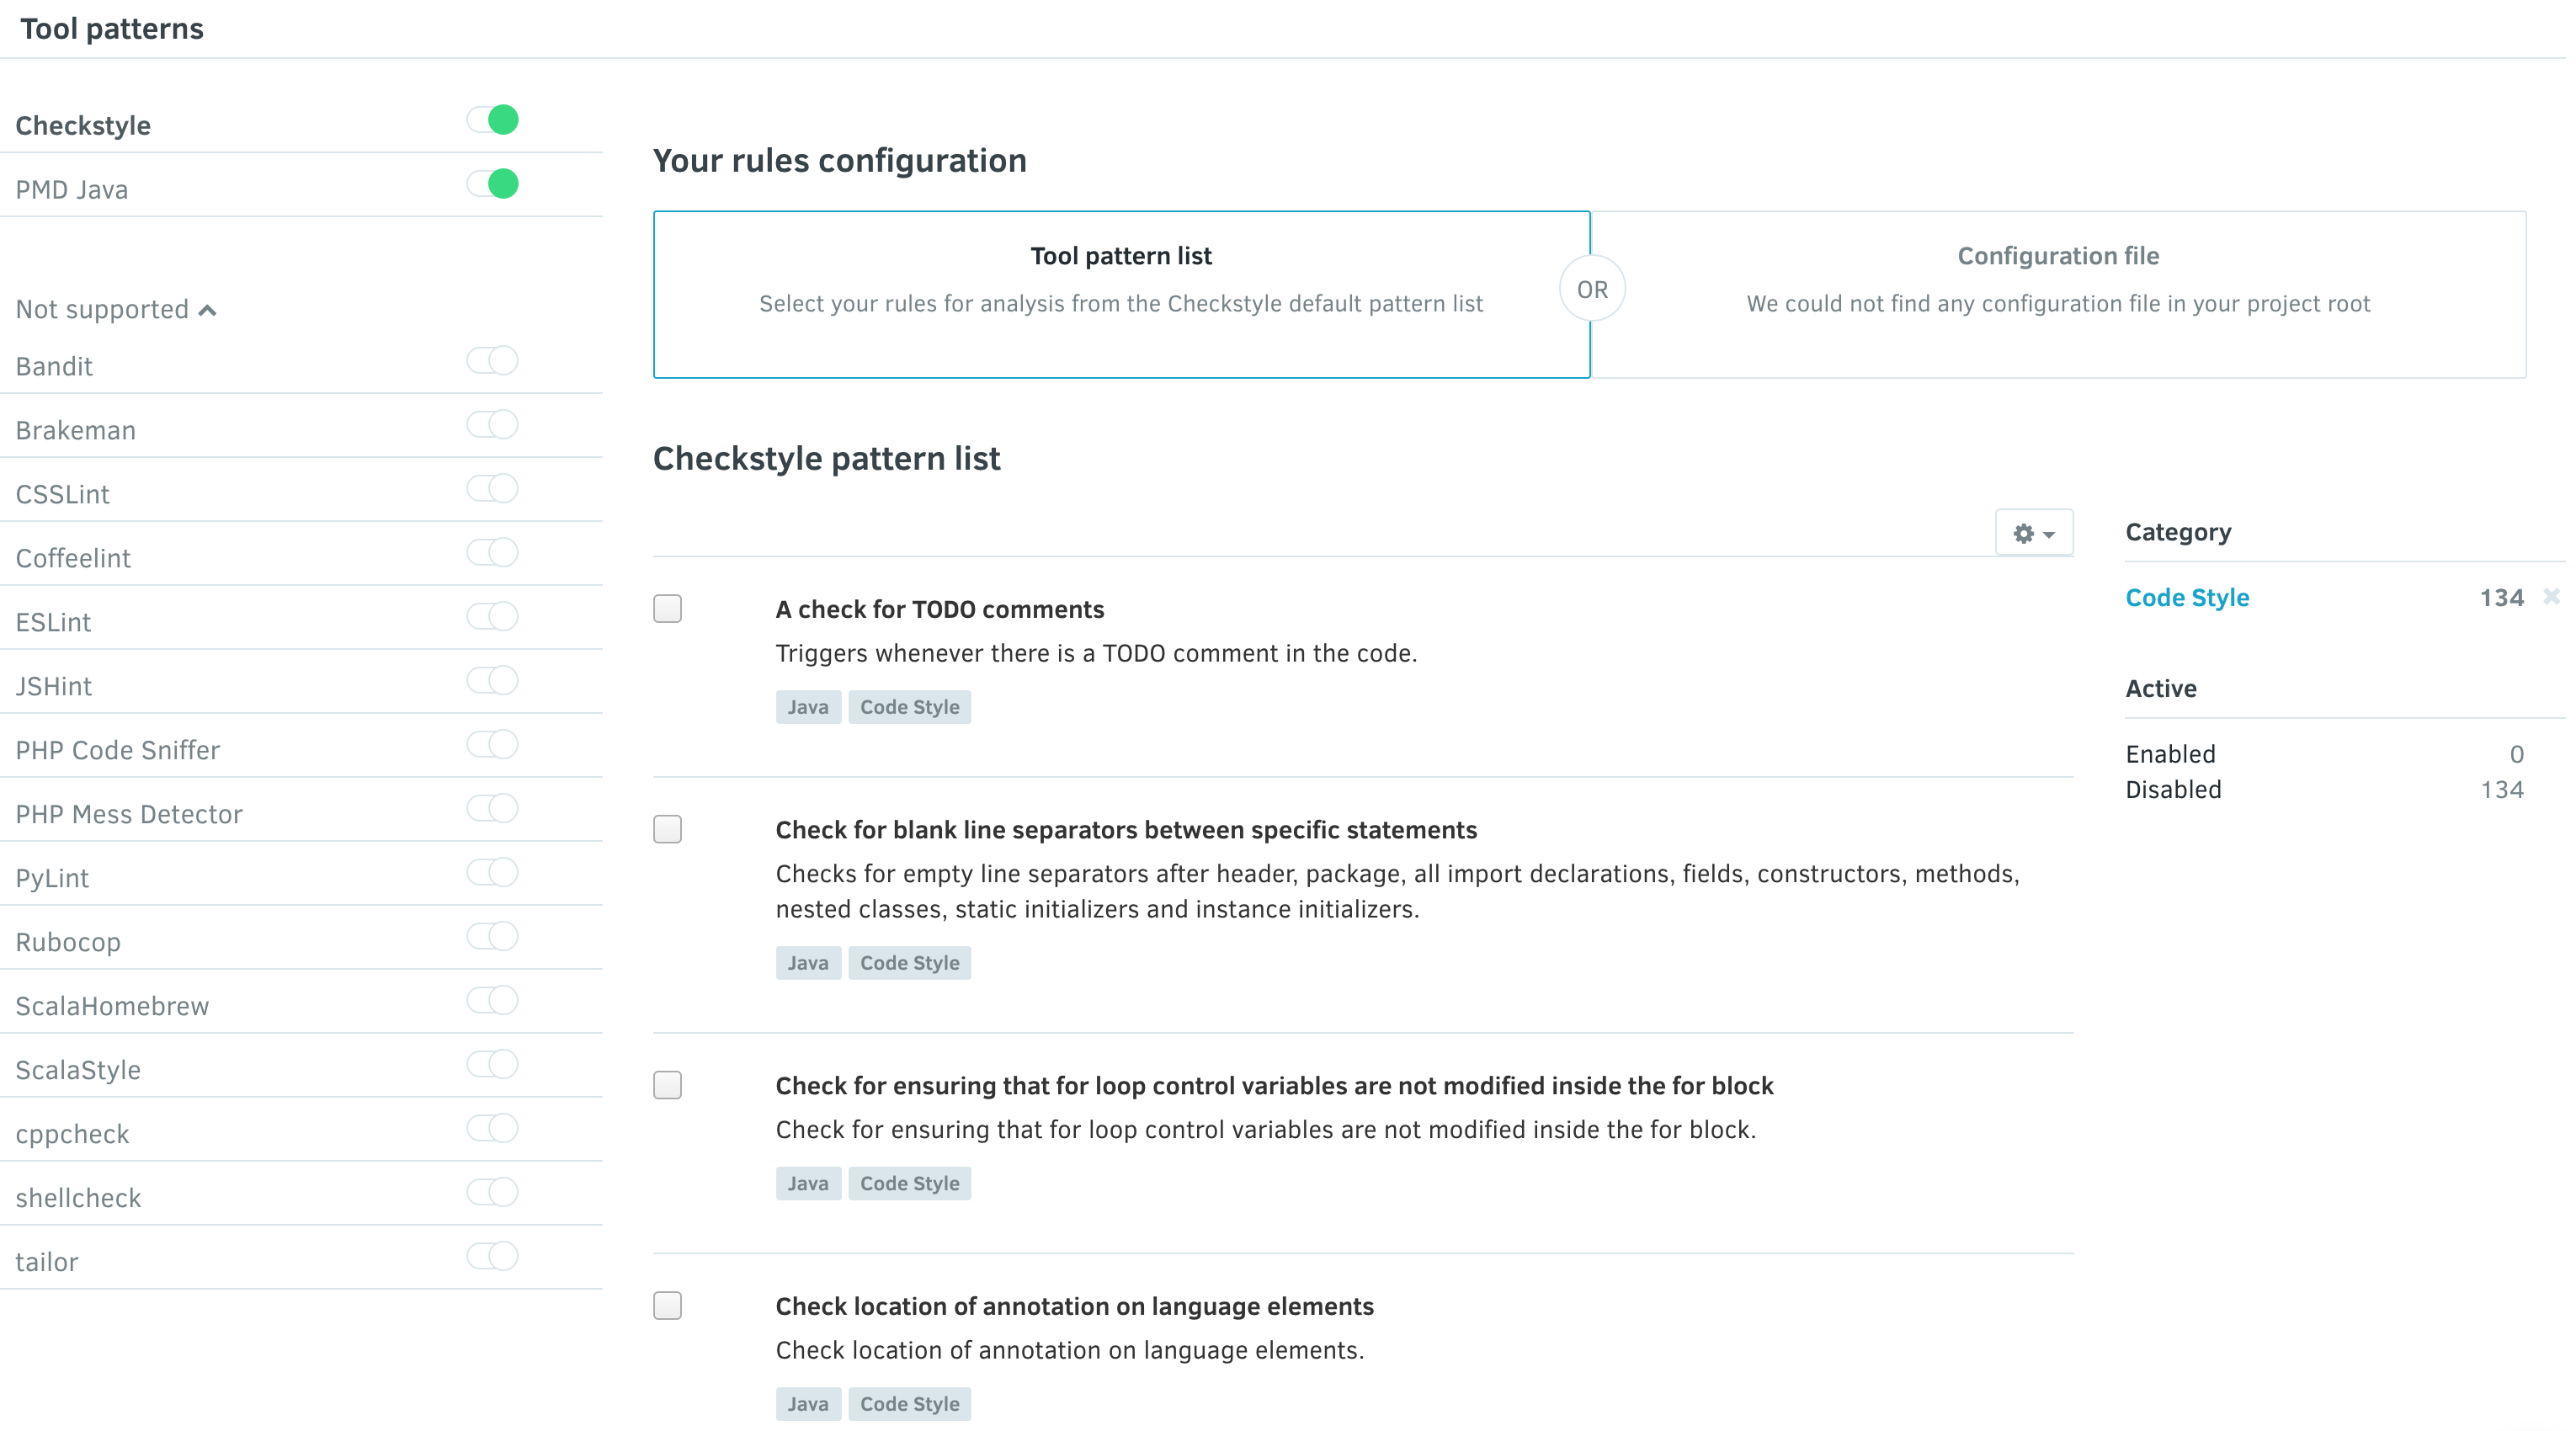 Tool patterns
Checkstyle
PMD Java
Not supported
Bandit
Brakeman
CSSLint
Coffeelint
ESLint
JSHint
PHP Code Sniffer
PHP Mess Detector
PyLint
Rubocop
ScalaHomebrew
ScalaStyle
cppcheck
shellcheck
tailor
Your rules configuration
Tool pattern list
Select your rules for analysis from the Checkstyle default pattern list
OR
Configuration file
We could not find any configuration file in your project root
Checkstyle pattern list
A check for TODO comments
Triggers whenever there is a TODO comment in the code.
Java Code Style
Check for blank line separators between specific statements
Checks for empty line separators after header, package, all import declarations, fields, constructors, methods,
nested classes, static initializers and instance initializers.
Java Code Style
Check for ensuring that for loop control variables are not modified inside the for block
Check for ensuring that for loop control variables are not modified inside the for block.
Java Code Style
Check location of annotation on language elements
Check location of annotation on language elements.
Java Code Style
Category
Code Style 134
Active
Enabled 0
Disabled 134